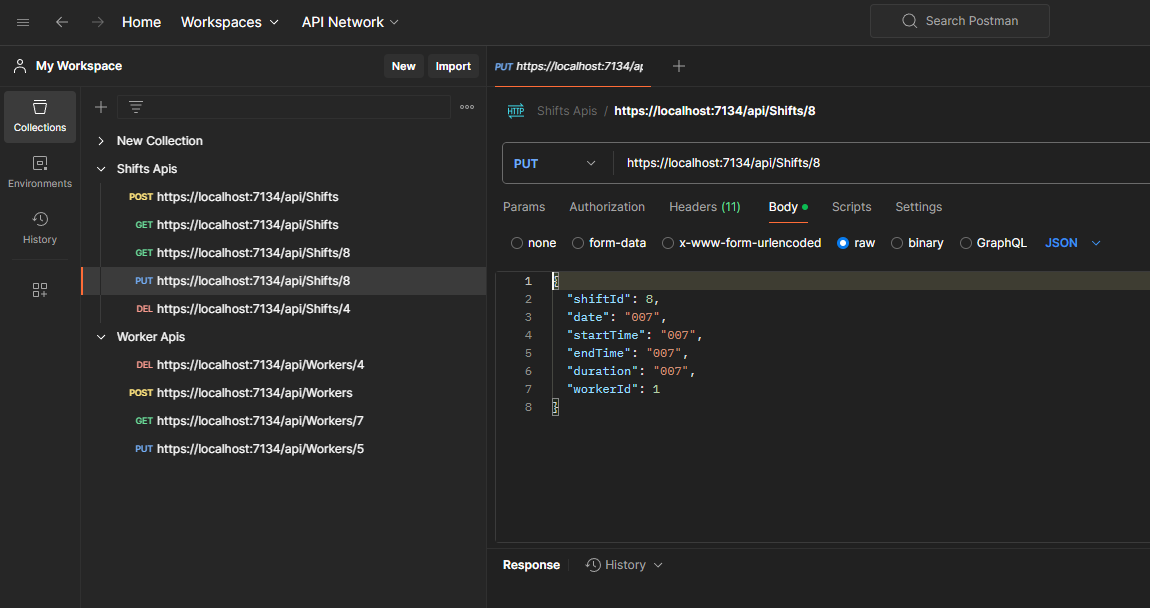 Home Workspaces API Network Search Postman
My Workspace New Import
PUT https://localhost:7134/ap
Collections
Environments
History
New Collection
Shifts Apis
POST https://localhost:7134/api/Shifts
GET https://localhost:7134/api/Shifts
GET https://localhost:7134/api/Shifts/8
PUT https://localhost:7134/api/Shifts/8
DEL https://localhost:7134/api/Shifts/4
Worker Apis
DEL https://localhost:7134/api/Workers/4
POST https://localhost:7134/api/Workers
GET https://localhost:7134/api/Workers/7
PUT https://localhost:7134/api/Workers/5
HTTP Shifts Apis / https://localhost:7134/api/Shifts/8
PUT https://localhost:7134/api/Shifts/8
Params Authorization Headers (11) Body Scripts Settings
none form-data x-www-form-urlencoded raw binary GraphQL JSON
1 {
2 "shiftId": 8,
3 "date": "007",
4 "startTime": "007",
5 "endTime": "007",
6 "duration": "007",
7 "workerId": 1
8 }
Response History